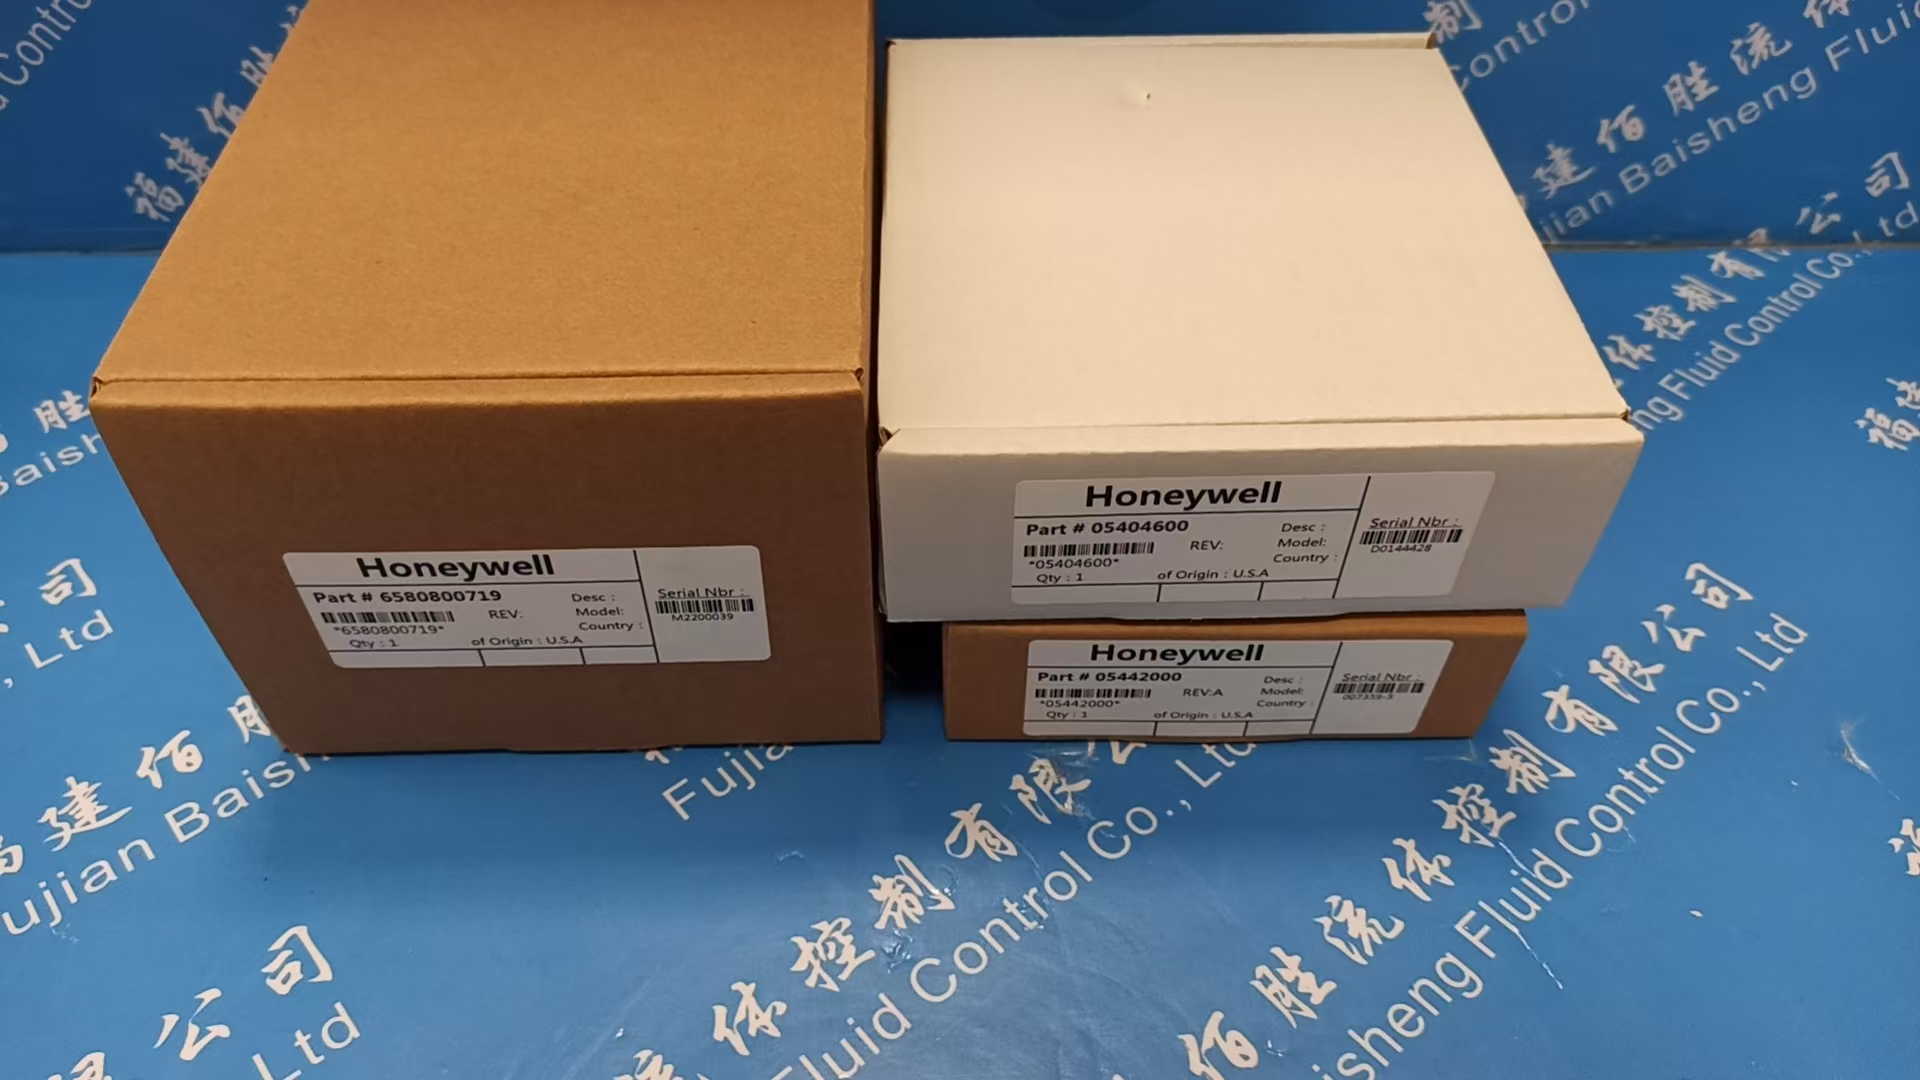 Honeywell
Part # 6580800719
*6580800719*
Qty : 1
REV:
Desc :
Model:
Country :
of Origin : U.S.A
Serial Nbr :
M2200039
Honeywell
Part # 05404600
*05404600*
Qty : 1
REV:
Desc :
Model:
Country :
of Origin : U.S.A
Serial Nbr :
D0144428
Honeywell
Part # 05442000
*05442000*
Qty : 1
REV:A
Desc :
Model:
Country :
of Origin : U.S.A
Serial Nbr :
007359-5
福建佰胜流体控制有限公司
Fujian Baisheng Fluid Control Co., Ltd